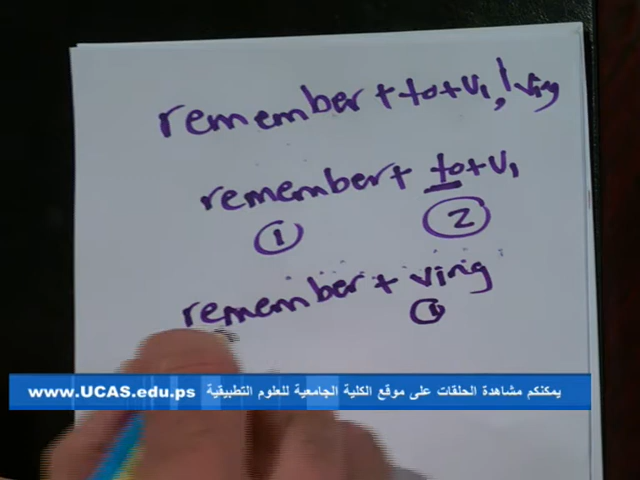 remember + to + v1, | ving
remember + to + v1
1 2
remember + ving
1
www.UCAS.edu.ps يمكنكم مشاهدة الحلقات على موقع الكلية الجامعية للعلوم التطبيقية